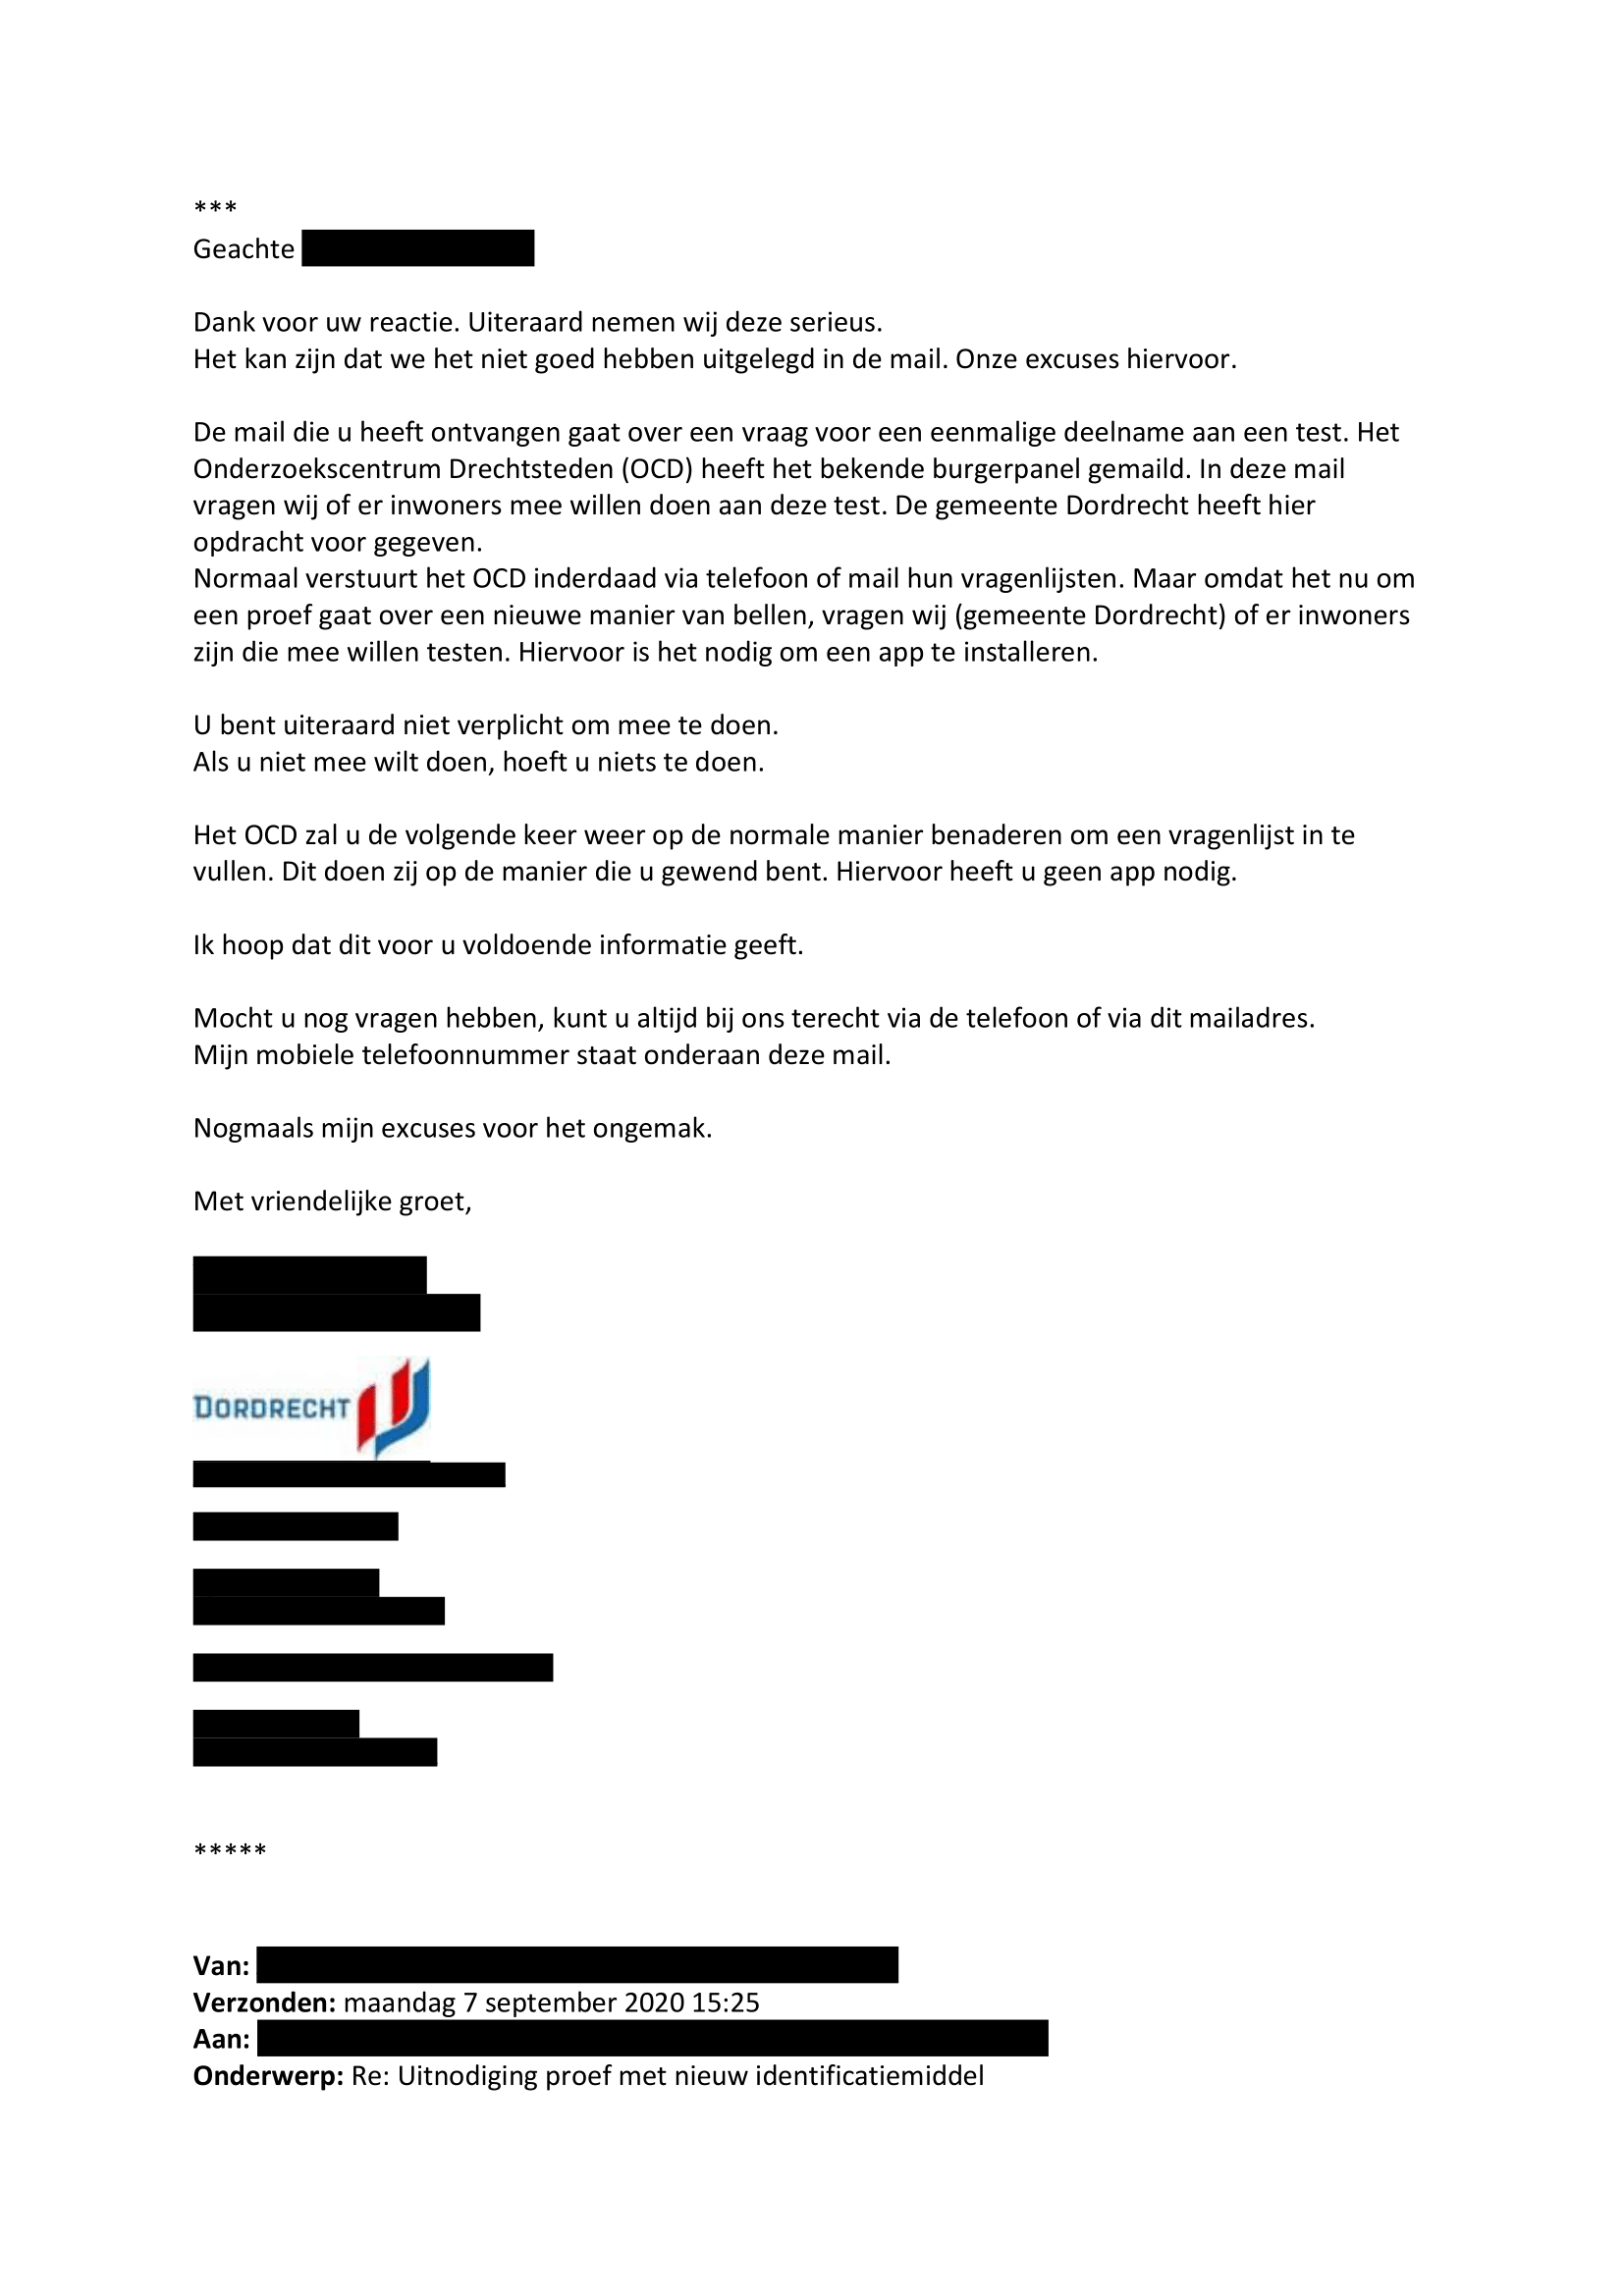 ***
Geachte
Dank voor uw reactie. Uiteraard nemen wij deze serieus.
Het kan zijn dat we het niet goed hebben uitgelegd in de mail. Onze excuses hiervoor.
De mail die u heeft ontvangen gaat over een vraag voor een eenmalige deelname aan een test. Het
Onderzoekscentrum Drechtsteden (OCD) heeft het bekende burgerpanel gemaild. In deze mail
vragen wij of er inwoners mee willen doen aan deze test. De gemeente Dordrecht heeft hier
opdracht voor gegeven.
Normaal verstuurt het OCD inderdaad via telefoon of mail hun vragenlijsten. Maar omdat het nu om
een proef gaat over een nieuwe manier van bellen, vragen wij (gemeente Dordrecht) of er inwoners
zijn die mee willen testen. Hiervoor is het nodig om een app te installeren.
U bent uiteraard niet verplicht om mee te doen.
Als u niet mee wilt doen, hoeft u niets te doen.
Het OCD zal u de volgende keer weer op de normale manier benaderen om een vragenlijst in te
vullen. Dit doen zij op de manier die u gewend bent. Hiervoor heeft u geen app nodig.
Ik hoop dat dit voor u voldoende informatie geeft.
Mocht u nog vragen hebben, kunt u altijd bij ons terecht via de telefoon of via dit mailadres.
Mijn mobiele telefoonnummer staat onderaan deze mail.
Nogmaals mijn excuses voor het ongemak.
Met vriendelijke groet,
DORDRECHT
*****
Van:
Verzonden: maandag 7 september 2020 15:25
Aan:
Onderwerp: Re: Uitnodiging proef met nieuw identificatiemiddel